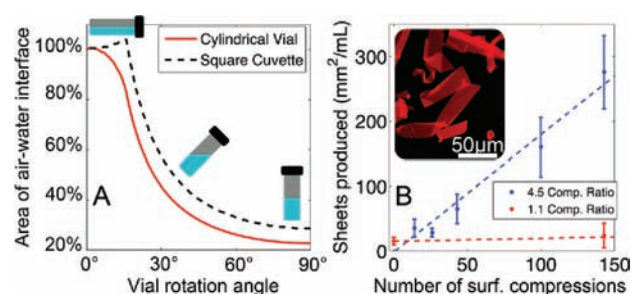 100%
80%
60%
40%
20%
Area of air-water interface
Cylindrical Vial
Square Cuvette
A
0°
30°
60°
90°
Vial rotation angle
300
200
100
0
Sheets produced (mm²/mL)
50μm
B
4.5 Comp. Ratio
1.1 Comp. Ratio
0
50
100
150
Number of surf. compressions